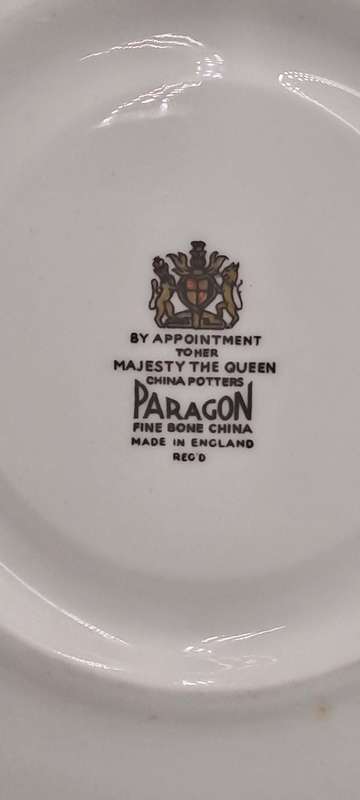 BY APPOINTMENT
TO HER
MAJESTY THE QUEEN
CHINA POTTERS
PARAGON
FINE BONE CHINA
MADE IN ENGLAND
REG'D